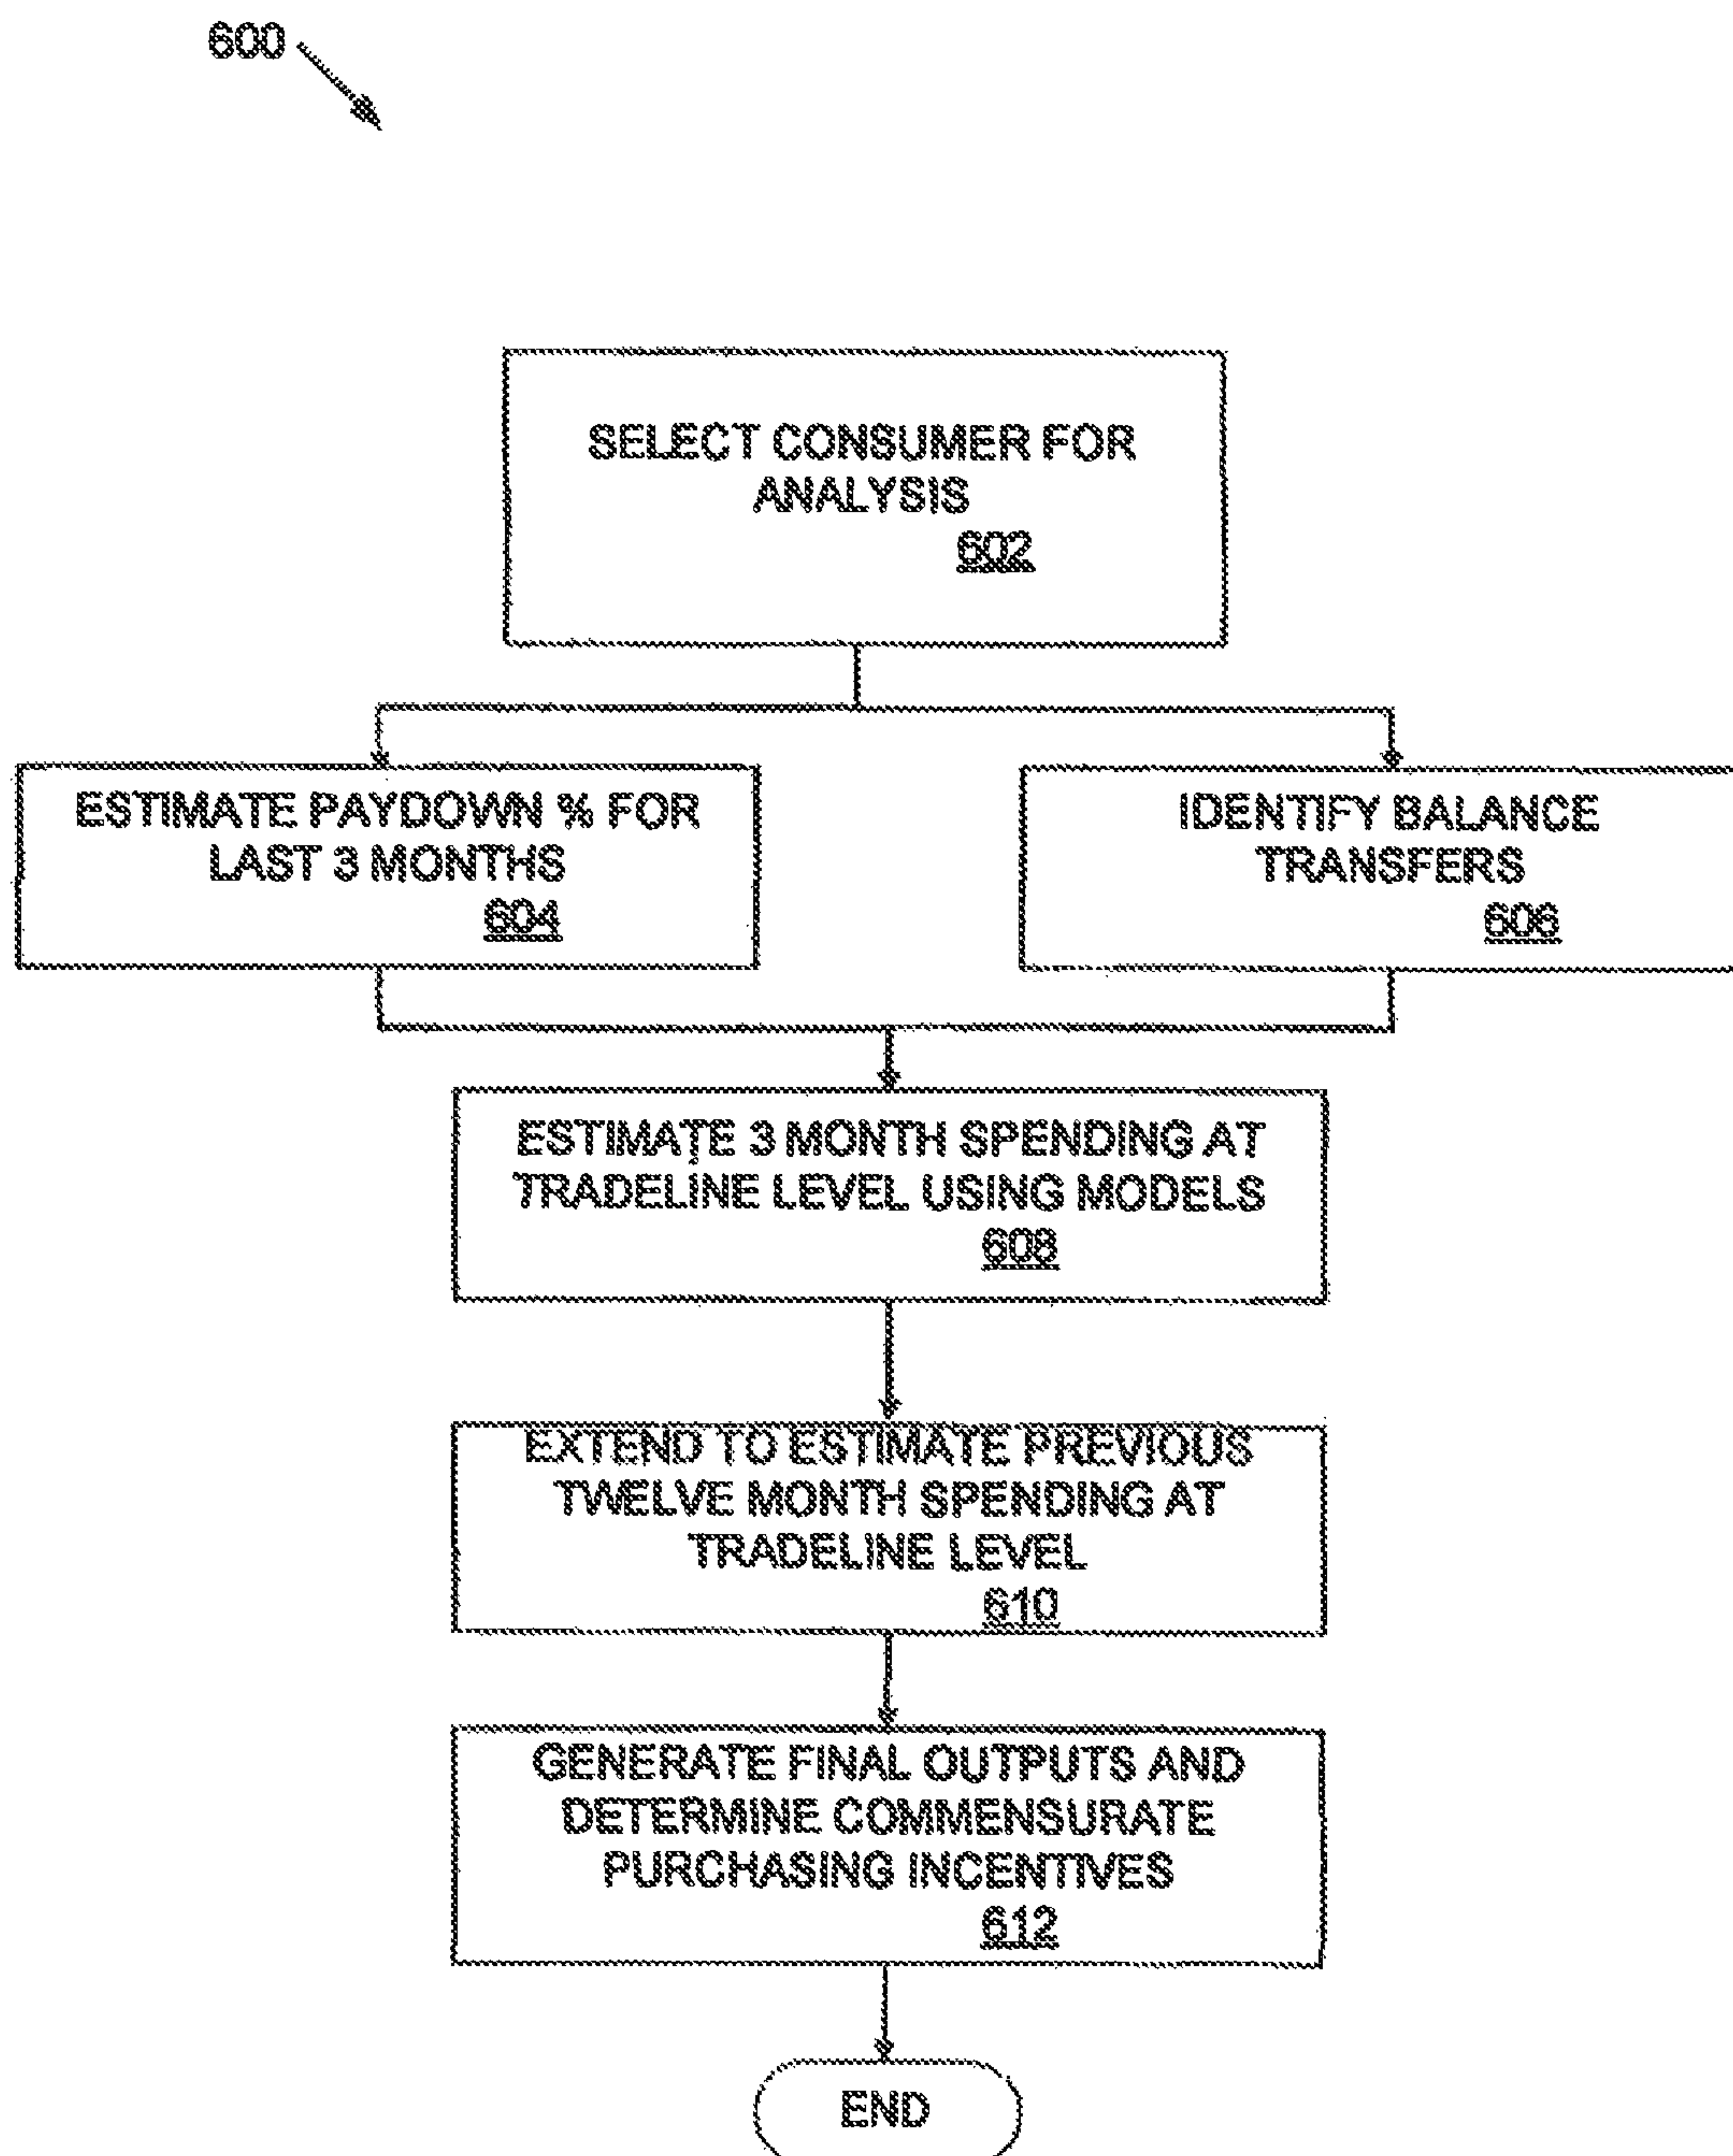 600
SELECT CONSUMER FOR
ANALYSIS
602
ESTIMATE PAYDOWN % FOR
LAST 3 MONTHS
604
IDENTIFY BALANCE
TRANSFERS
606
ESTIMATE 3 MONTH SPENDING AT
TRADELINE LEVEL USING MODELS
608
EXTEND TO ESTIMATE PREVIOUS
TWELVE MONTH SPENDING AT
TRADELINE LEVEL
610
GENERATE FINAL OUTPUTS AND
DETERMINE COMMENSURATE
PURCHASING INCENTIVES
612
END